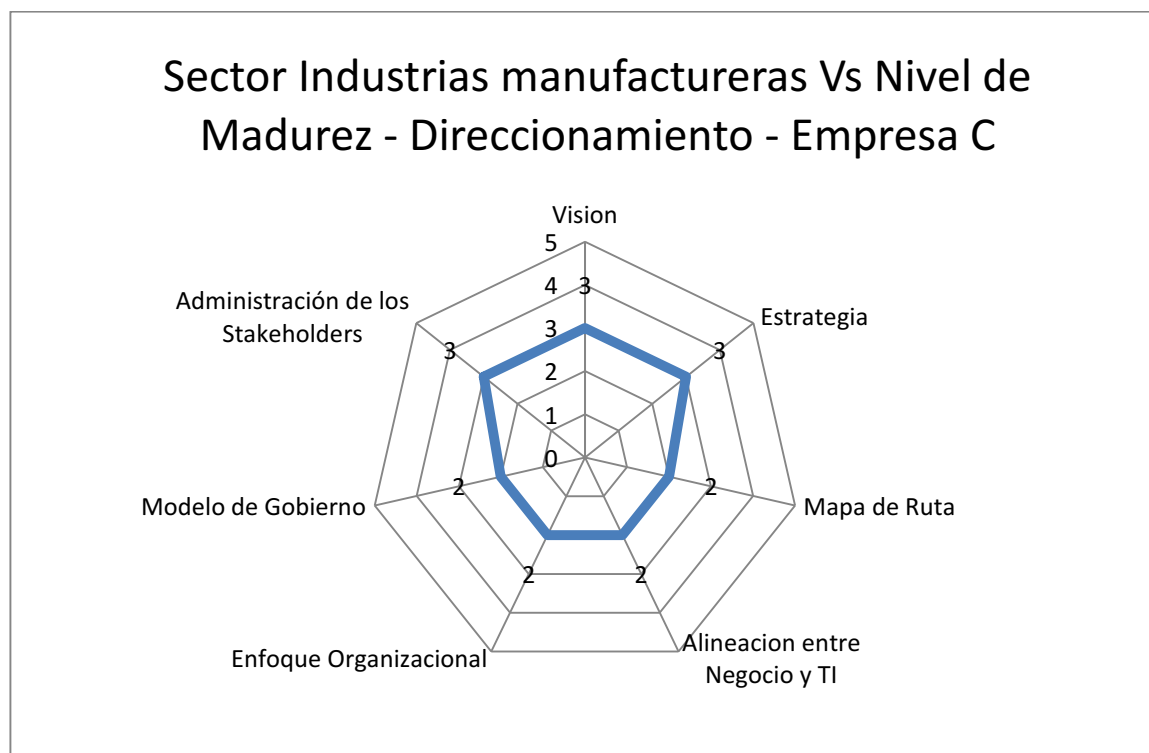 Sector Industrias manufactureras Vs Nivel de
Madurez - Direccionamiento - Empresa C
Vision
5
4
3
3
2
1
0
Estrategia
3
Mapa de Ruta
2
Alineacion entre
Negocio y TI
2
Enfoque Organizacional
2
Modelo de Gobierno
2
Administración de los
Stakeholders
3